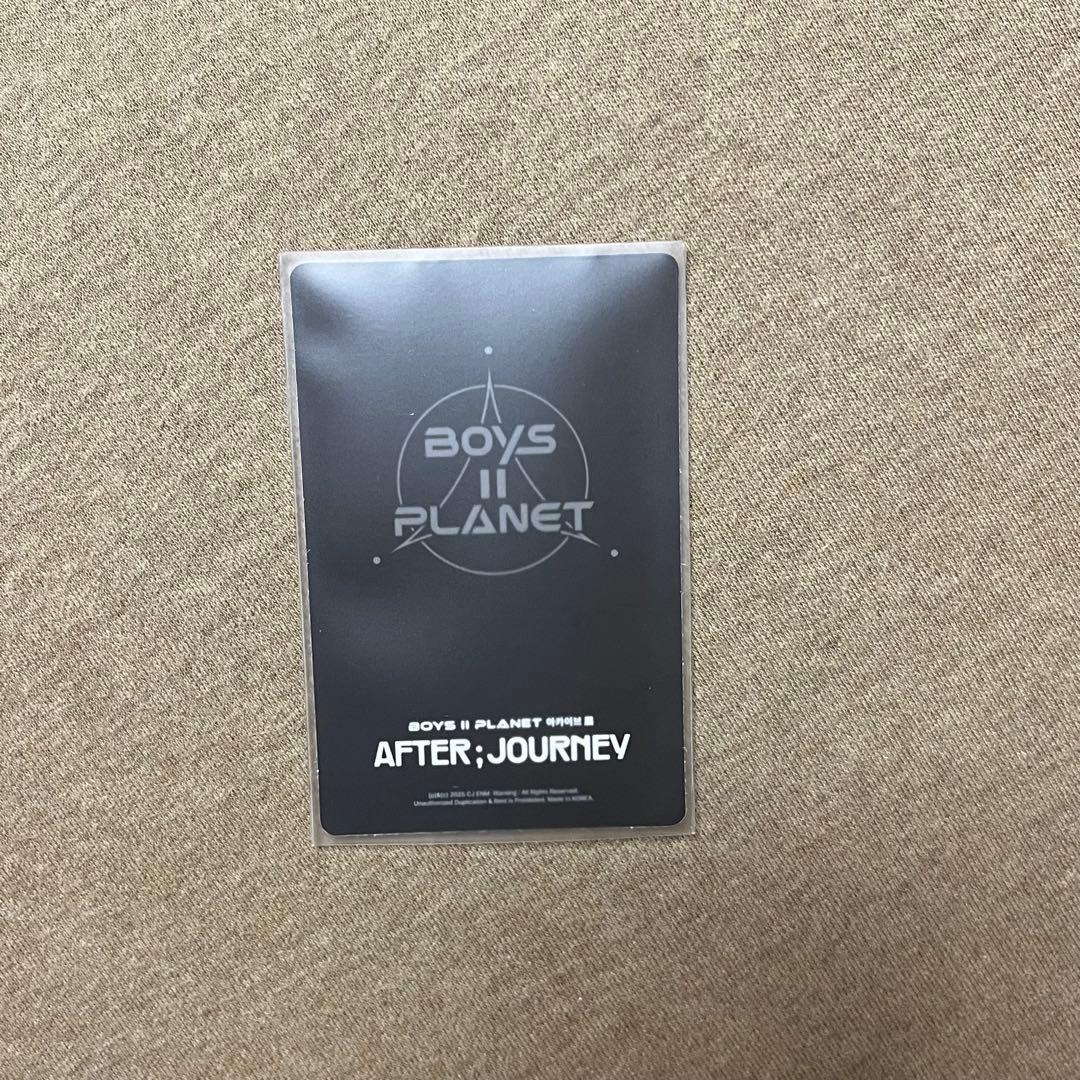 BOYS
II
PLANET
BOYS II PLANET 아카이브 룸
AFTER ; JOURNEY
2025 CJ ENM. Warning : All Rights Reserved.
Unauthorized Duplication & Rent is Prohibited. Made in KOREA.